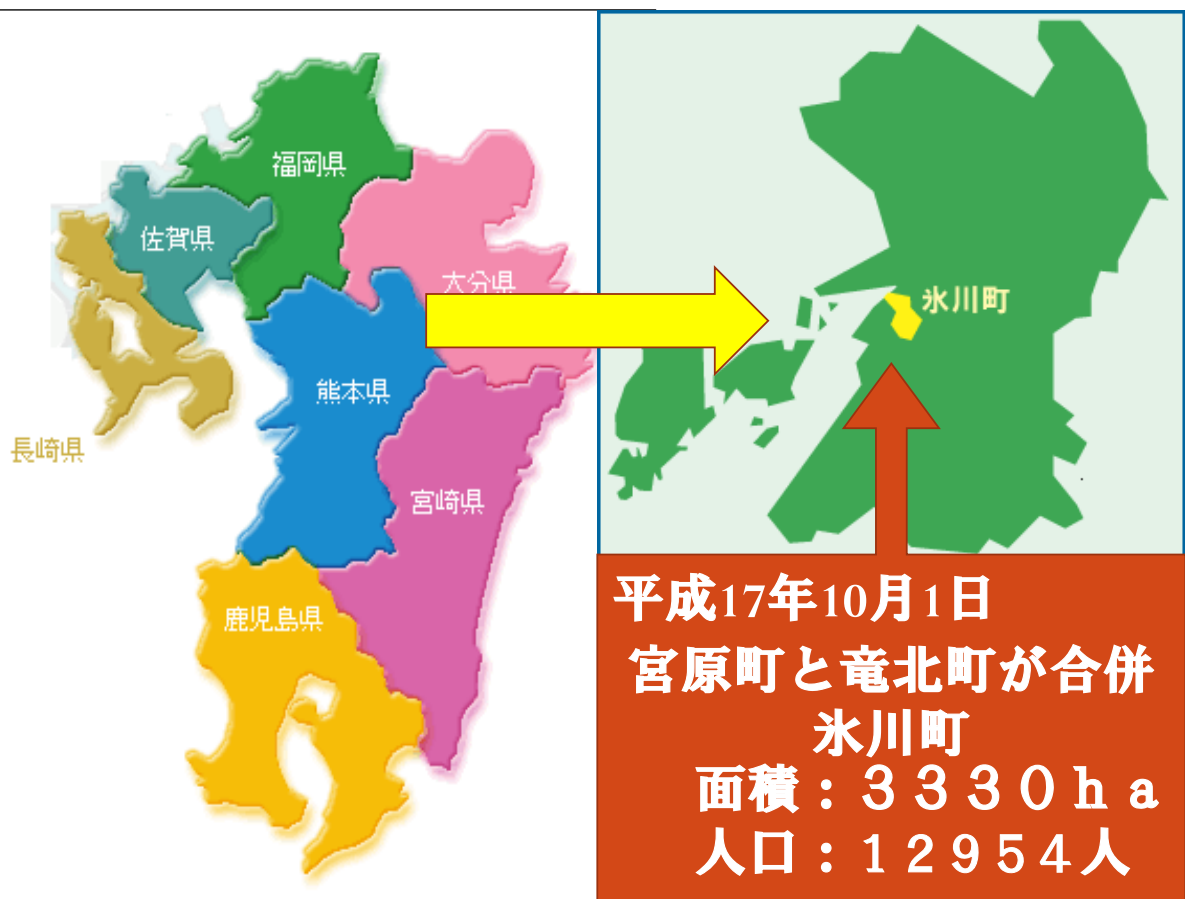 福岡県
佐賀県
大分県
長崎県
熊本県
宮崎県
鹿児島県
氷川町
平成17年10月1日
宮原町と竜北町が合併
氷川町
面積：３３３０ｈａ
人口：１２９５４人